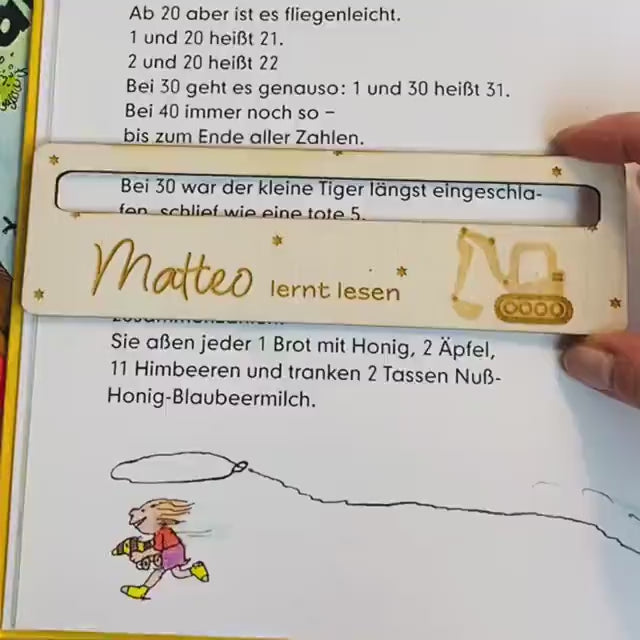 Ab 20 aber ist es fliegenleicht.
1 und 20 heißt 21.
2 und 20 heißt 22
Bei 30 geht es genauso: 1 und 30 heißt 31.
Bei 40 immer noch so –
bis zum Ende aller Zahlen.
Bei 30 war der kleine Tiger längst eingeschla-
fen, schlief wie eine tote 5.
Matteo lernt lesen
Sie aßen jeder 1 Brot mit Honig, 2 Äpfel,
11 Himbeeren und tranken 2 Tassen Nuß-
Honig-Blaubeermilch.